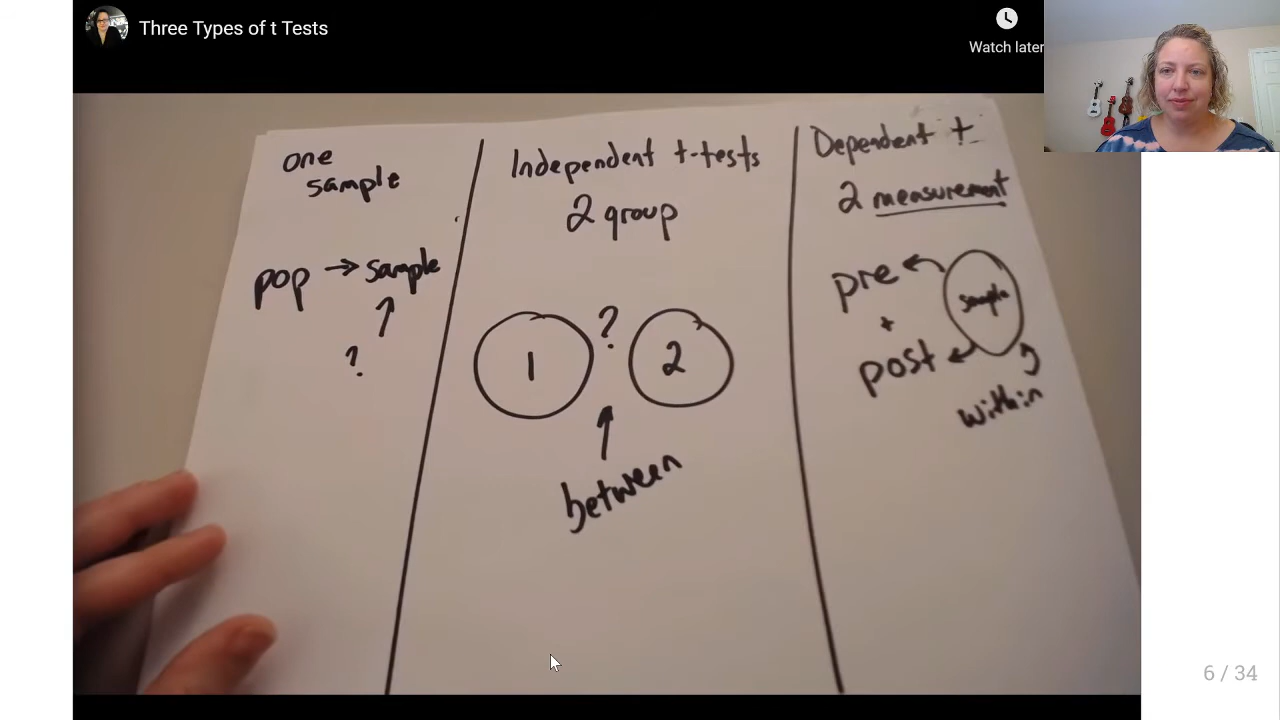 Three Types of t Tests
Watch later
one
sample
pop → sample
↑
?
Independent t-tests
2 group
1 ? 2
↑
between
Dependent t
2 measurement
pre
+
post
sample
within
6 / 34